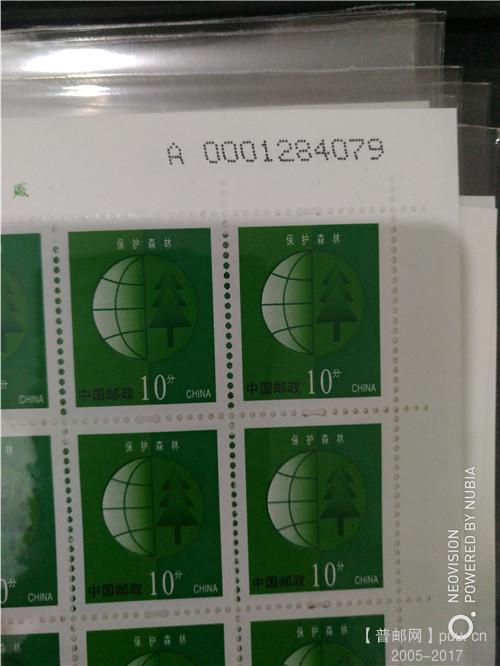 A 0001284079
保护森林
中国邮政 10分 CHINA
保护森林
中国邮政 10分 CHINA
CHINA
保护森林
中国邮政 10分 CHINA
保护森林
中国邮政 10分 CHINA
CHINA
NEOVISION
POWERED BY NUBIA
【普邮网】
2005-2017